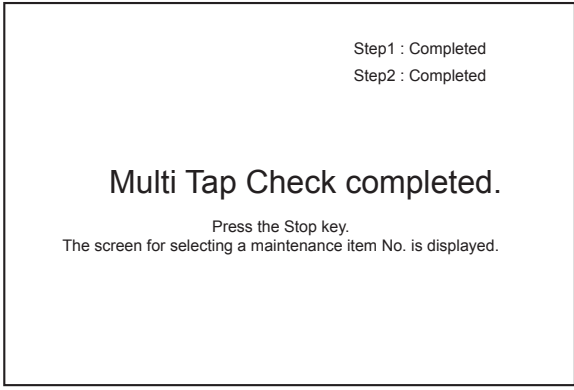 Step1 : Completed
Step2 : Completed
Multi Tap Check completed.
Press the Stop key.
The screen for selecting a maintenance item No. is displayed.